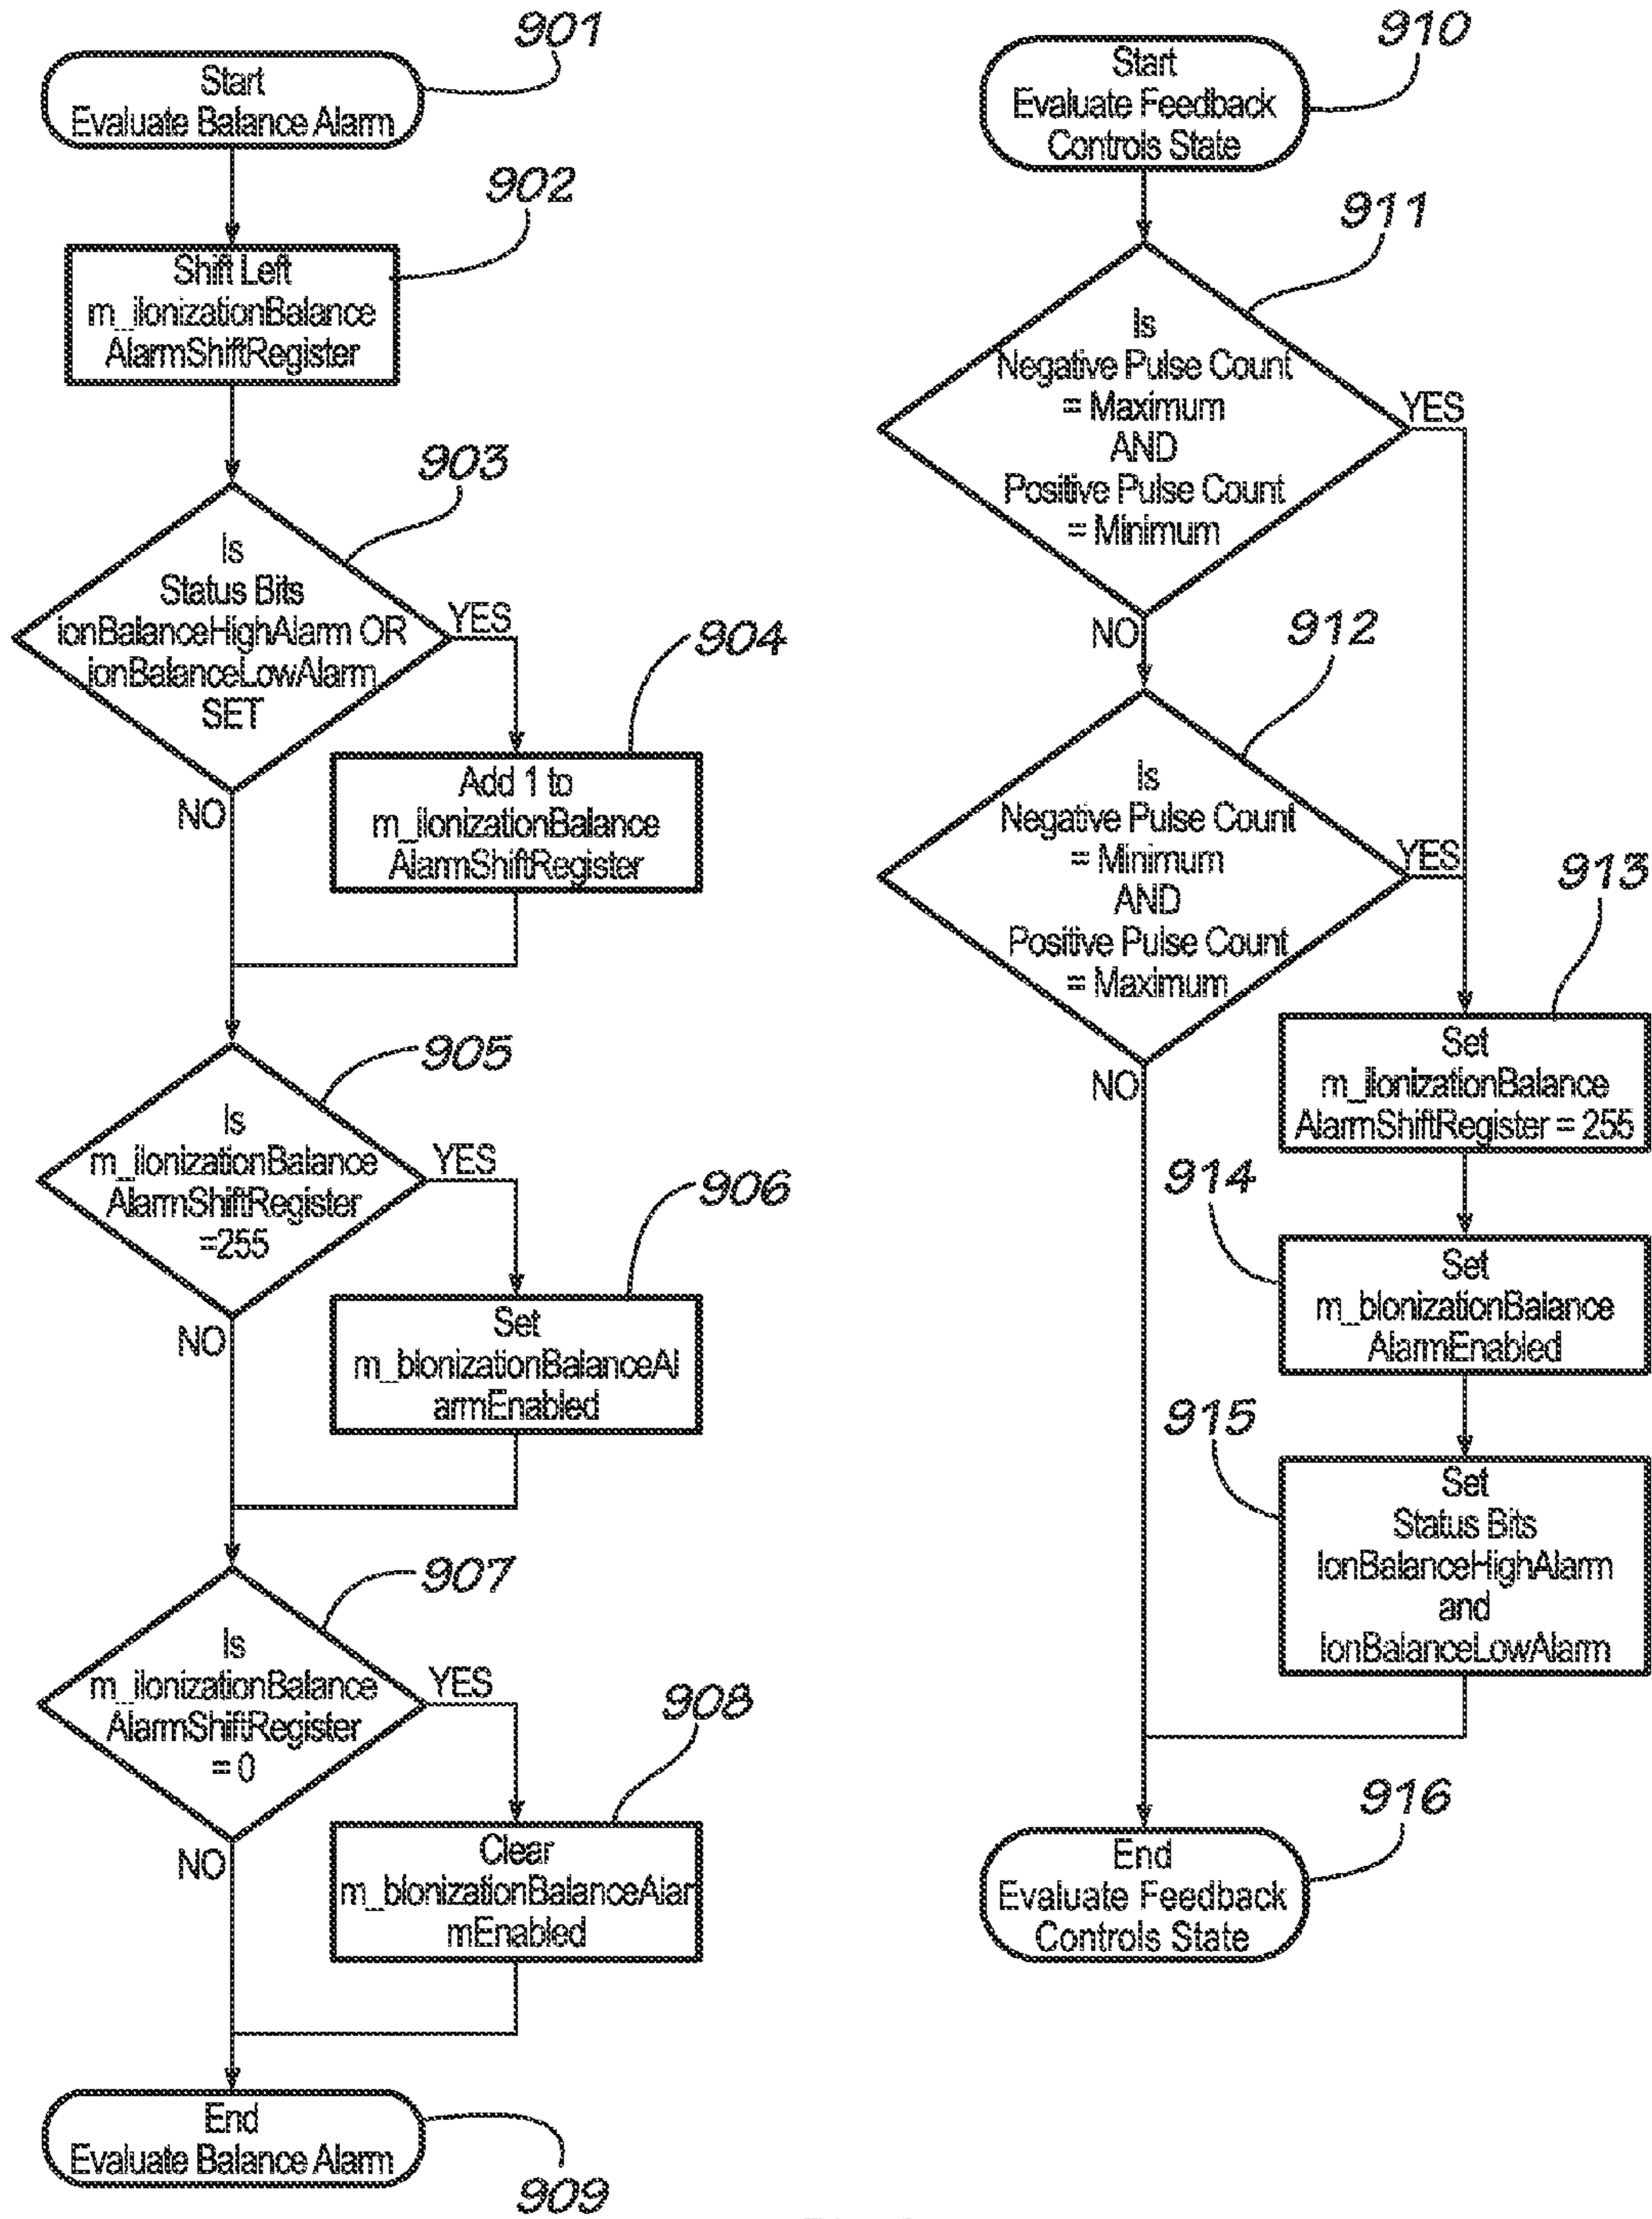 901
Start
Evaluate Balance Alarm
902
Shift Left
m_iIonizationBalance
AlarmShiftRegister
903
Is
Status Bits
ionBalanceHighAlarm OR
ionBalanceLowAlarm
SET
YES
NO
904
Add 1 to
m_iIonizationBalance
AlarmShiftRegister
905
Is
m_iIonizationBalance
AlarmShiftRegister
=255
YES
NO
906
Set
m_bIonizationBalanceAl
armEnabled
907
Is
m_iIonizationBalance
AlarmShiftRegister
= 0
YES
NO
908
Clear
m_bIonizationBalanceAlar
mEnabled
End
Evaluate Balance Alarm
909
910
Start
Evaluate Feedback
Controls State
911
Is
Negative Pulse Count
= Maximum
AND
Positive Pulse Count
= Minimum
YES
NO
912
Is
Negative Pulse Count
= Minimum
AND
Positive Pulse Count
= Maximum
YES
NO
913
Set
m_iIonizationBalance
AlarmShiftRegister = 255
914
Set
m_bIonizationBalance
AlarmEnabled
915
Set
Status Bits
IonBalanceHighAlarm
and
IonBalanceLowAlarm
916
End
Evaluate Feedback
Controls State